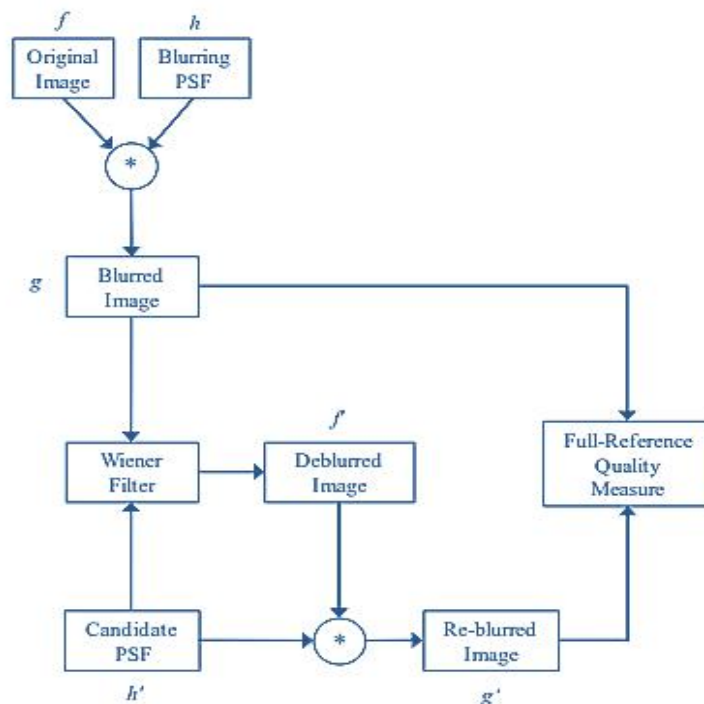 f
h
Original
Image
Blurring
PSF
*
g
Blurred
Image
f'
Wiener
Filter
Deblurred
Image
Full-Reference
Quality
Measure
Candidate
PSF
*
Re-blurred
Image
h'
g'